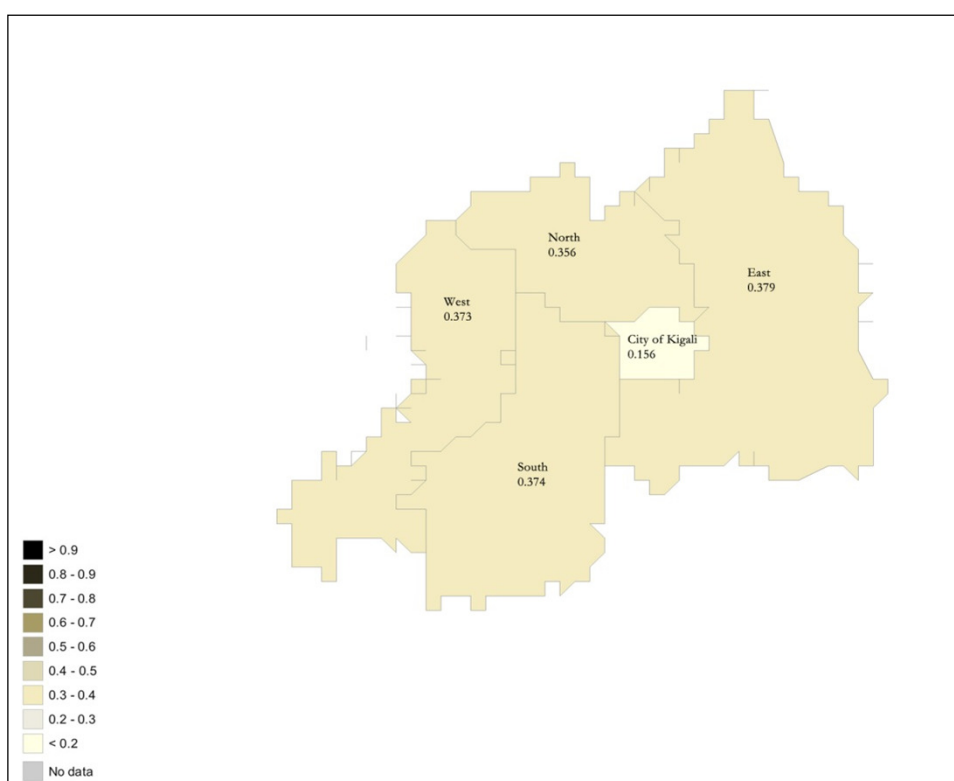 North
0.356
East
0.379
West
0.373
City of Kigali
0.156
South
0.374
> 0.9
0.8 - 0.9
0.7 - 0.8
0.6 - 0.7
0.5 - 0.6
0.4 - 0.5
0.3 - 0.4
0.2 - 0.3
< 0.2
No data